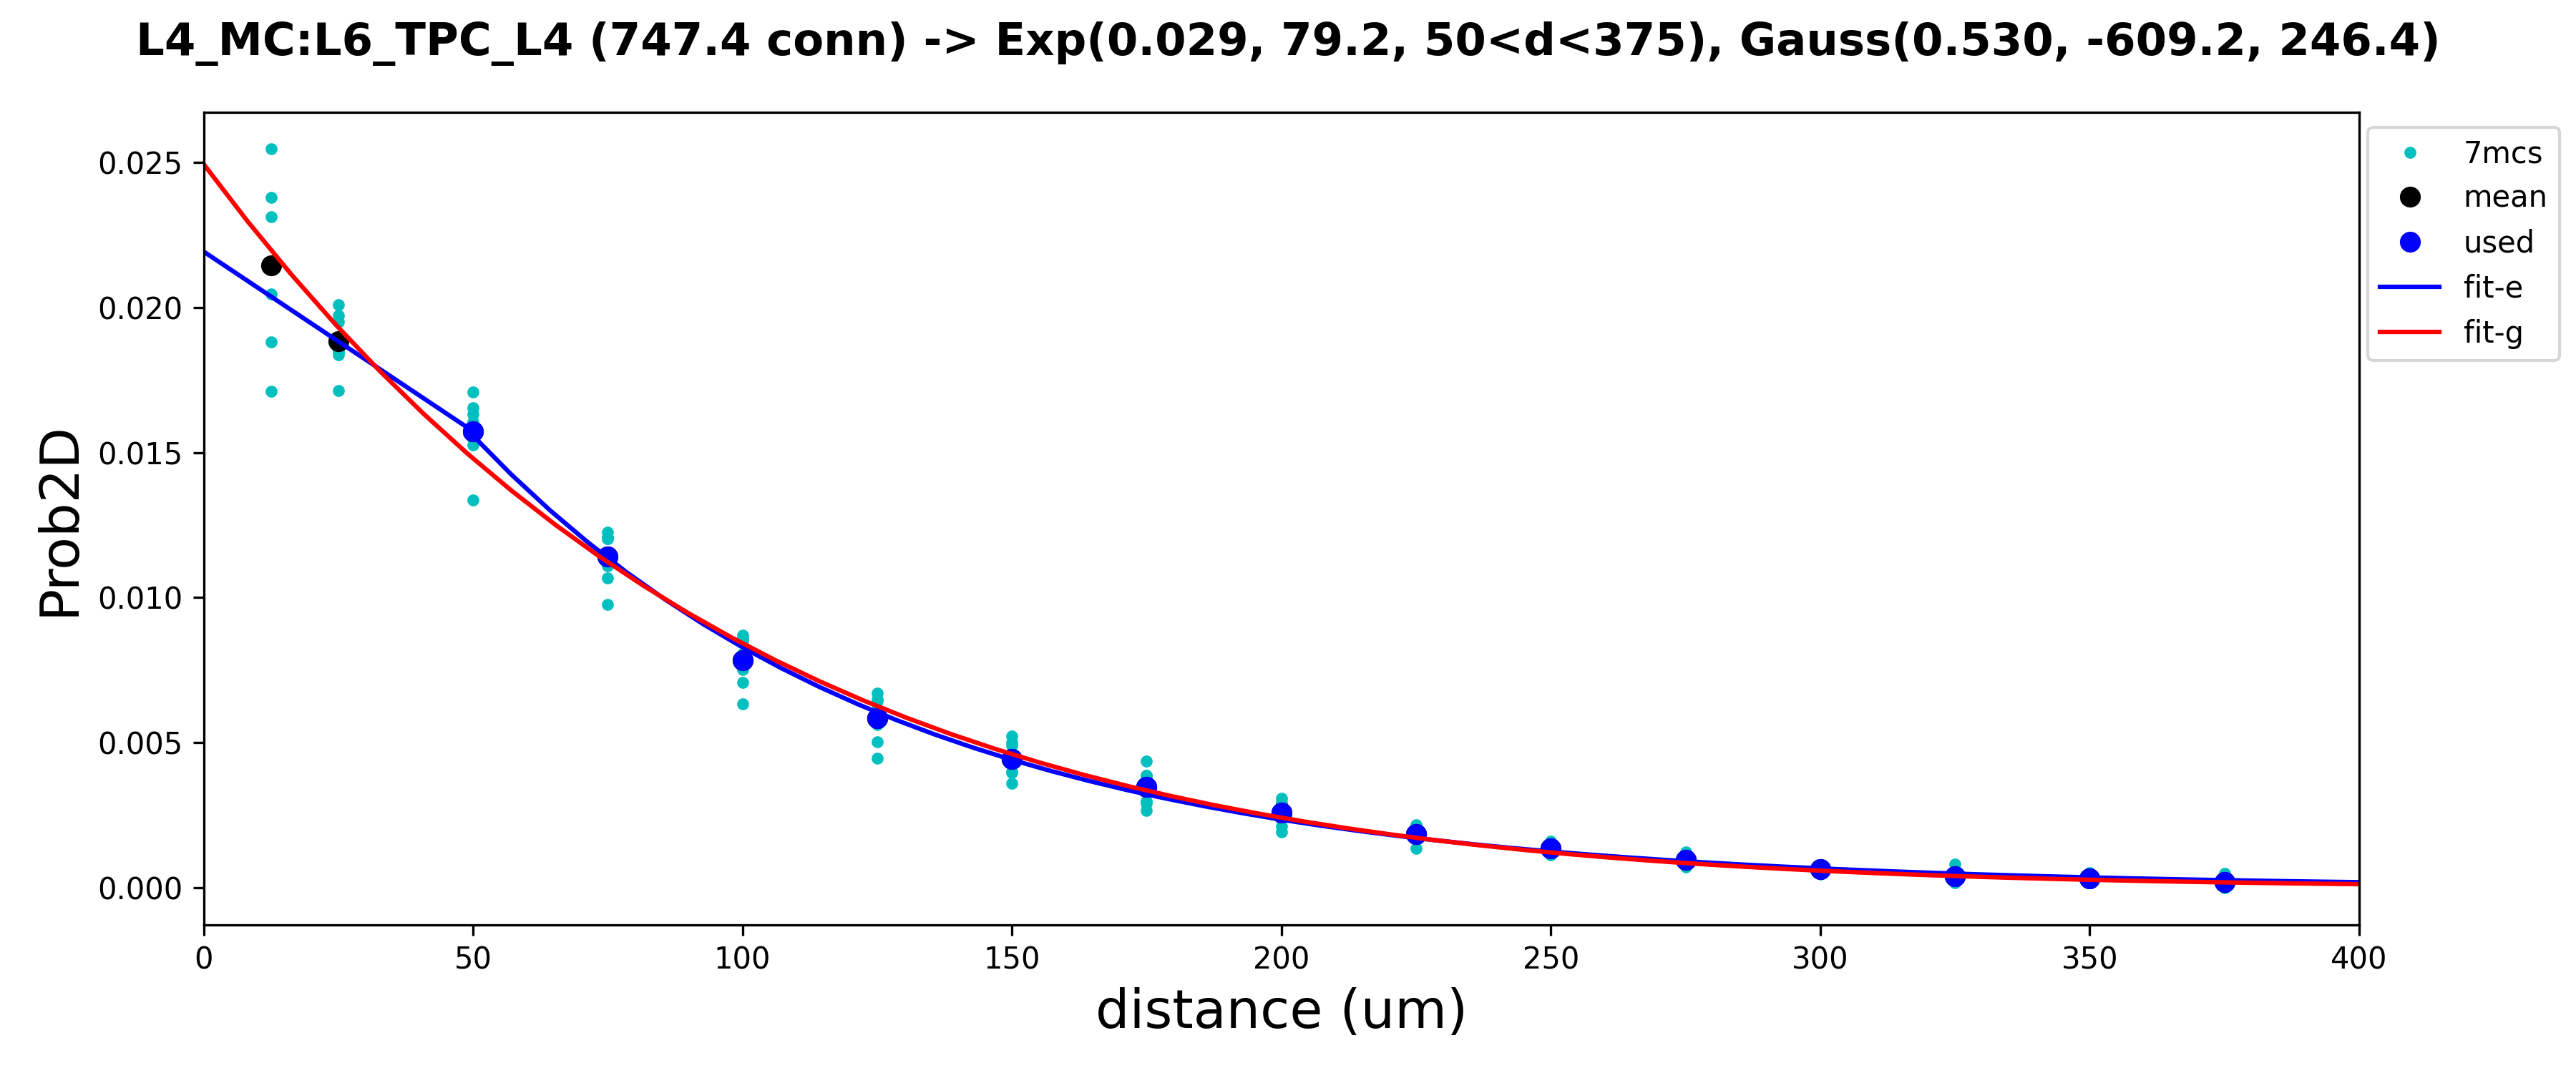 L4_MC:L6_TPC_L4 (747.4 conn) -> Exp(0.029, 79.2, 50<d<375), Gauss(0.530, -609.2, 246.4)
7mcs
mean
used
fit-e
fit-g
Prob2D
0.025
0.020
0.015
0.010
0.005
0.000
0 50 100 150 200 250 300 350 400
distance (um)